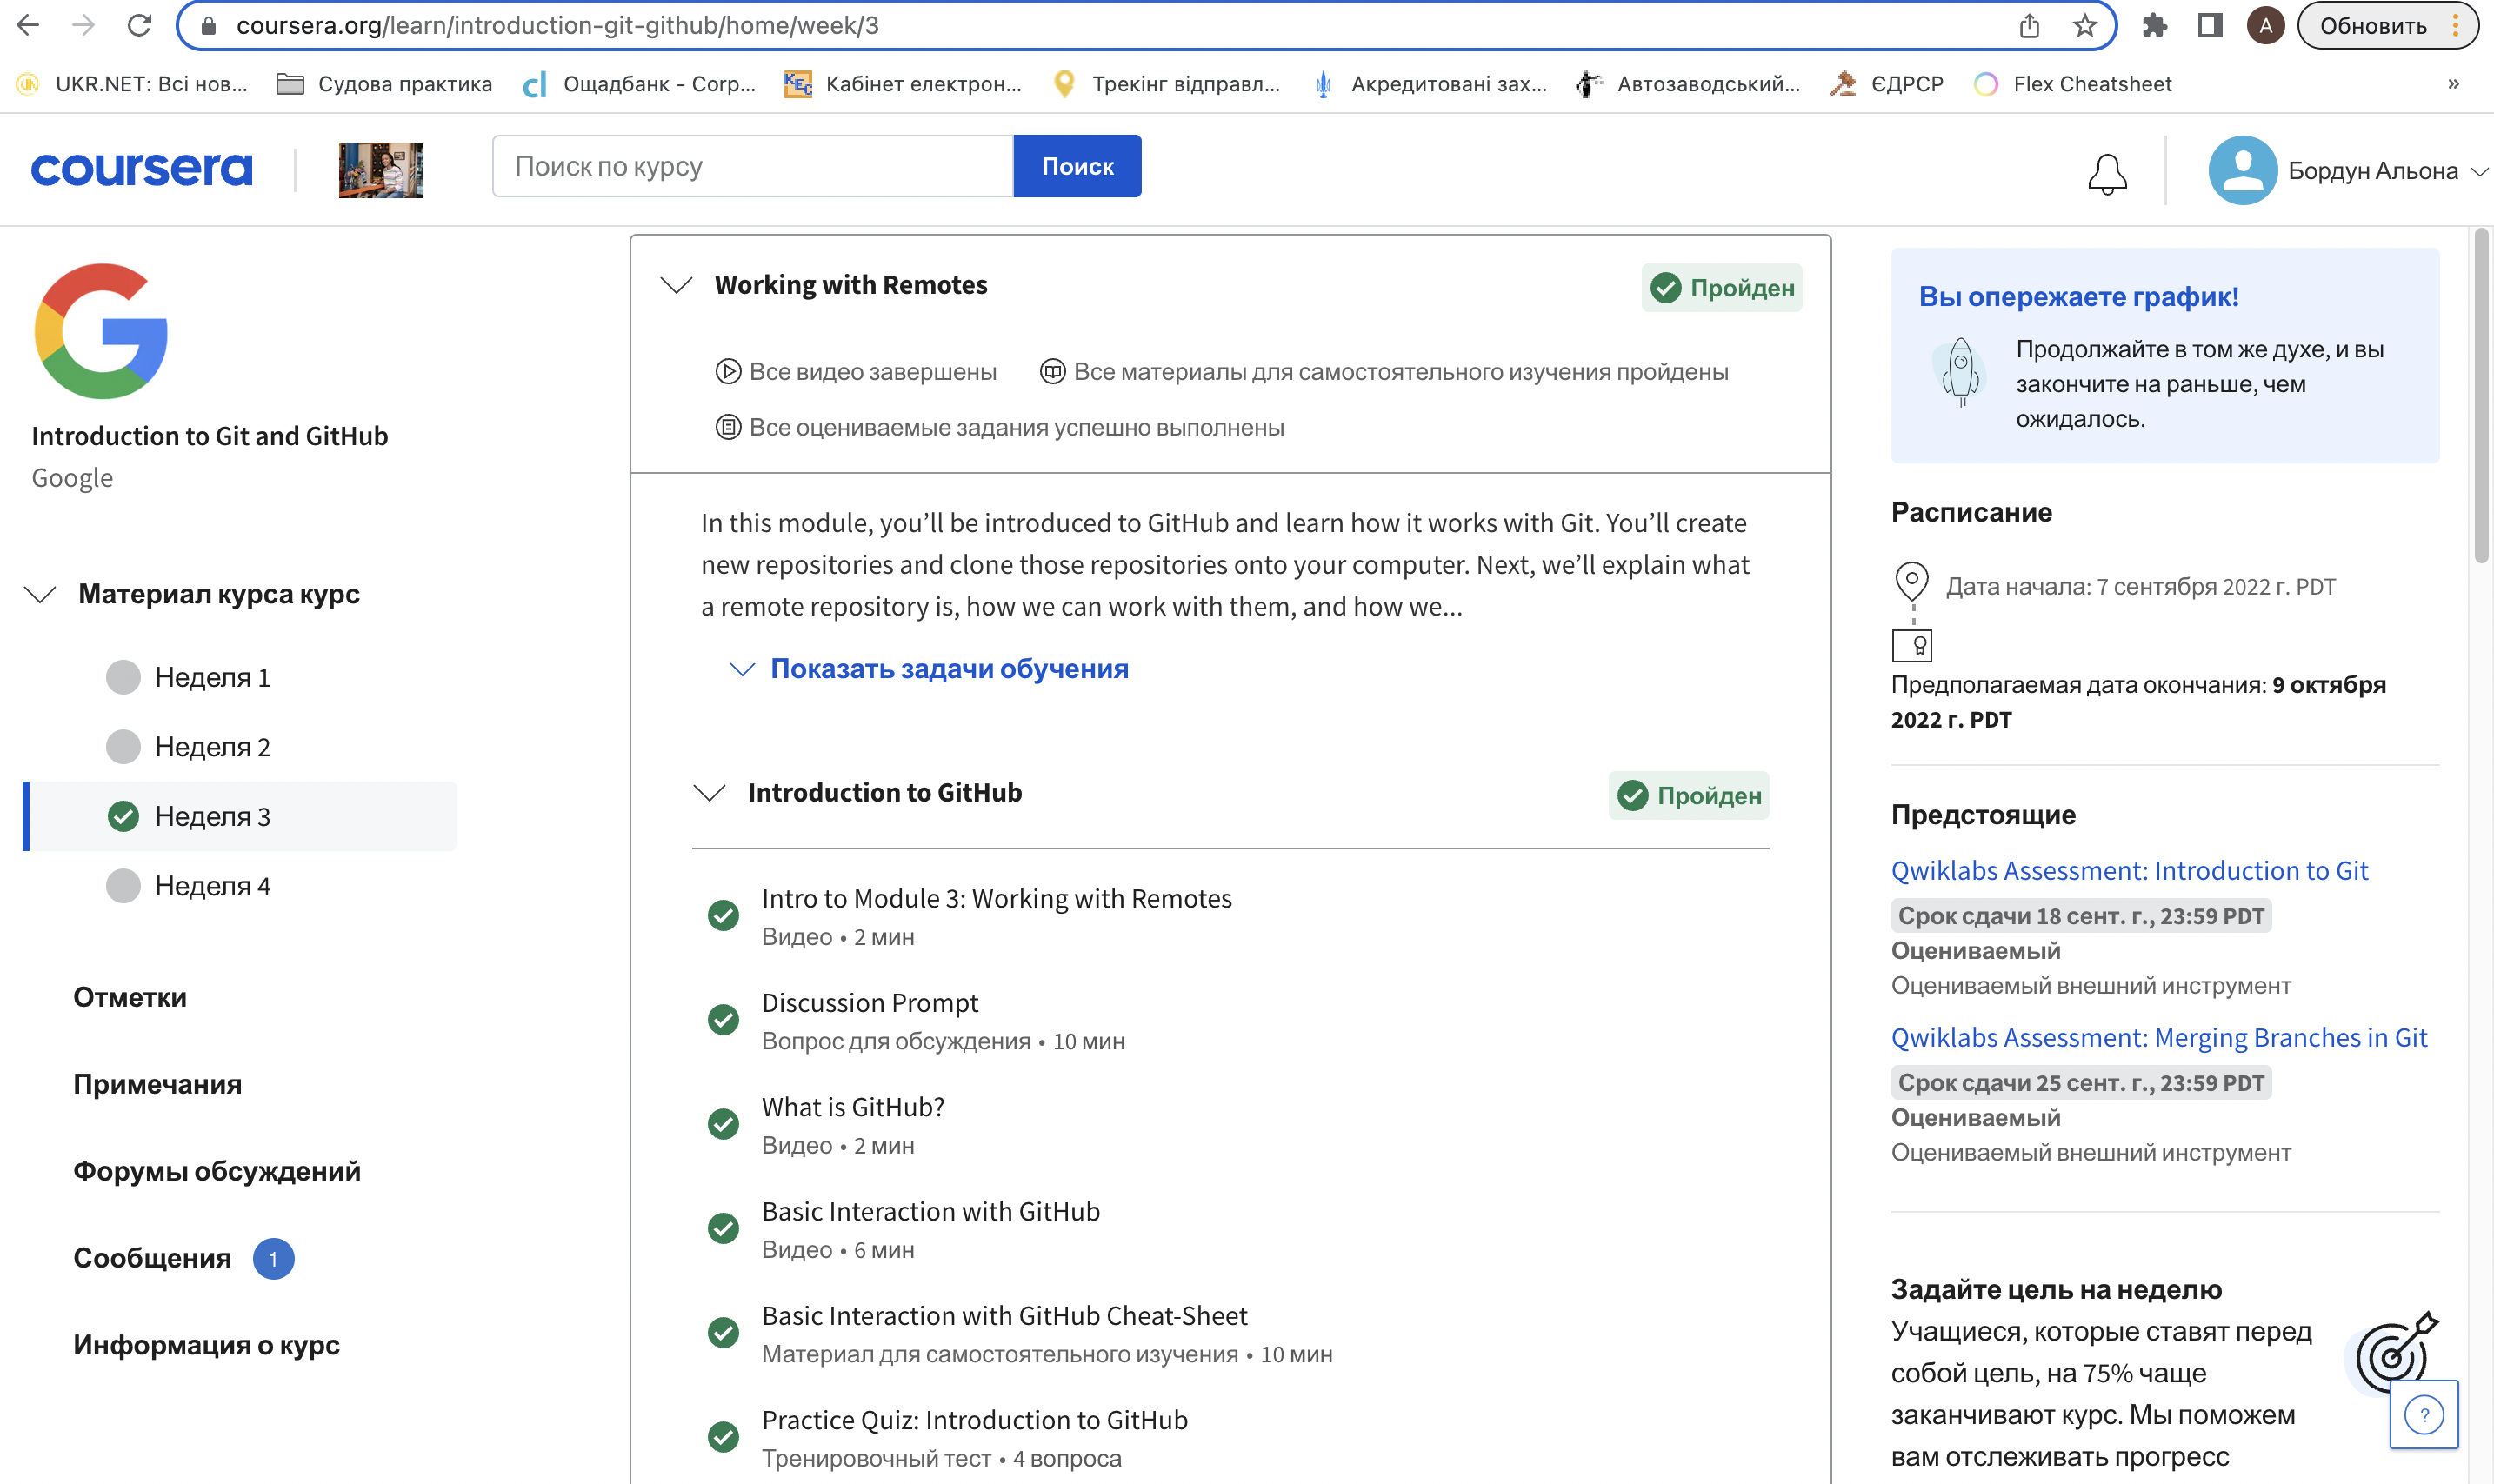 coursera.org/learn/introduction-git-github/home/week/3
A
Обновить
UKR.NET: Всі нов...
Судова практика
Ощадбанк - Corp...
Кабінет електрон...
Трекінг відправл...
Акредитовані зах...
Автозаводський...
ЄДРСР
Flex Cheatsheet
»
coursera
Поиск по курсу
Поиск
Бордун Альона
Introduction to Git and GitHub
Google
Материал курса курс
Неделя 1
Неделя 2
Неделя 3
Неделя 4
Отметки
Примечания
Форумы обсуждений
Сообщения 1
Информация о курс
Working with Remotes
Пройден
Все видео завершены
Все материалы для самостоятельного изучения пройдены
Все оцениваемые задания успешно выполнены
In this module, you’ll be introduced to GitHub and learn how it works with Git. You’ll create
new repositories and clone those repositories onto your computer. Next, we’ll explain what
a remote repository is, how we can work with them, and how we...
Показать задачи обучения
Introduction to GitHub
Пройден
Intro to Module 3: Working with Remotes
Видео • 2 мин
Discussion Prompt
Вопрос для обсуждения • 10 мин
What is GitHub?
Видео • 2 мин
Basic Interaction with GitHub
Видео • 6 мин
Basic Interaction with GitHub Cheat-Sheet
Материал для самостоятельного изучения • 10 мин
Practice Quiz: Introduction to GitHub
Тренировочный тест • 4 вопроса
Вы опережаете график!
Продолжайте в том же духе, и вы
закончите на раньше, чем
ожидалось.
Расписание
Дата начала: 7 сентября 2022 г. PDT
Предполагаемая дата окончания: 9 октября
2022 г. PDT
Предстоящие
Qwiklabs Assessment: Introduction to Git
Срок сдачи 18 сент. г., 23:59 PDT
Оцениваемый
Оцениваемый внешний инструмент
Qwiklabs Assessment: Merging Branches in Git
Срок сдачи 25 сент. г., 23:59 PDT
Оцениваемый
Оцениваемый внешний инструмент
Задайте цель на неделю
Учащиеся, которые ставят перед
собой цель, на 75% чаще
заканчивают курс. Мы поможем
вам отслеживать прогресс
?